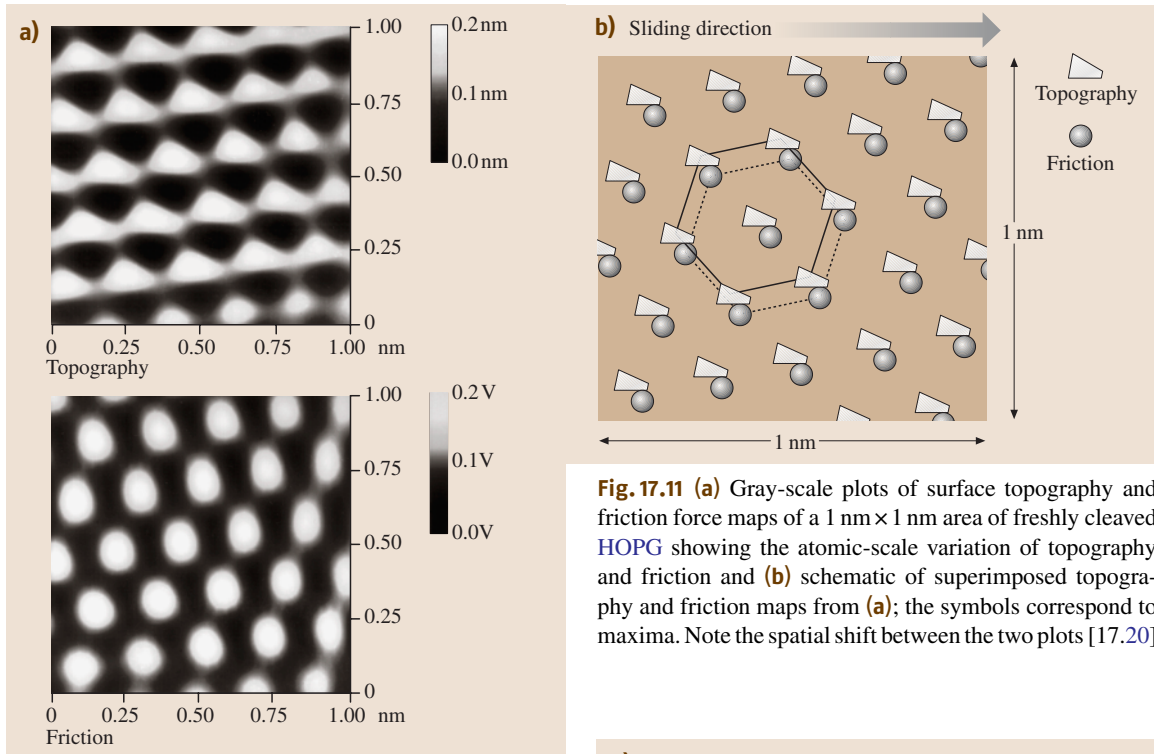 a)
0.2 nm
0.1 nm
0.0 nm
1.00
0.75
0.50
0.25
0
0 0.25 0.50 0.75 1.00 nm
Topography
0.2 V
0.1 V
0.0 V
1.00
0.75
0.50
0.25
0
0 0.25 0.50 0.75 1.00 nm
Friction
b) Sliding direction
Topography
Friction
1 nm
1 nm
Fig. 17.11 (a) Gray-scale plots of surface topography and
friction force maps of a 1 nm × 1 nm area of freshly cleaved
HOPG showing the atomic-scale variation of topography
and friction and (b) schematic of superimposed topogra-
phy and friction maps from (a); the symbols correspond to
maxima. Note the spatial shift between the two plots [17.20]